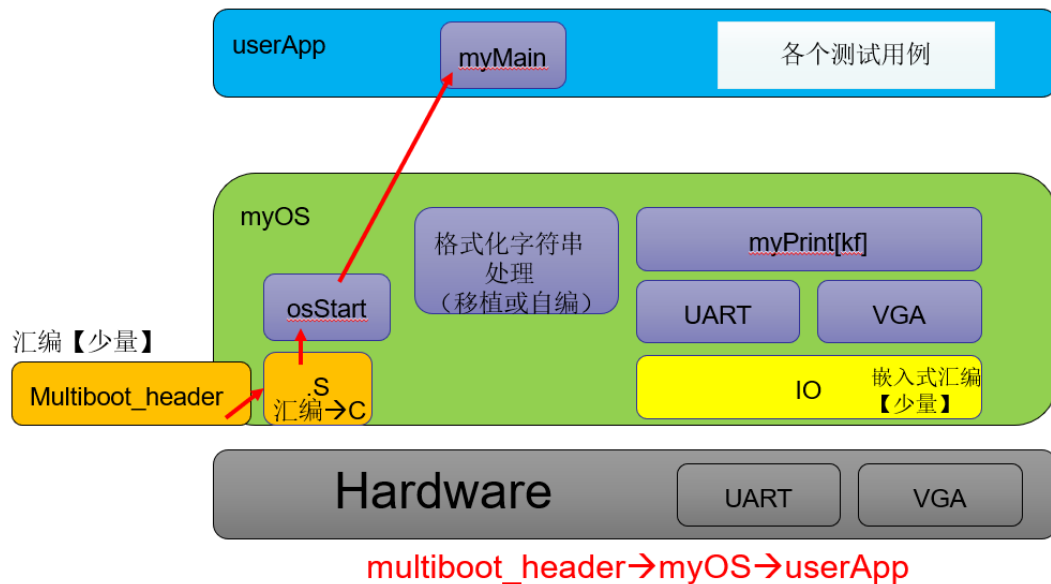 userApp
myMain
各个测试用例
myOS
格式化字符串
处理
（移植或自编）
myPrint[kf]
osStart
UART
VGA
汇编【少量】
Multiboot_header
.S
汇编→C
IO
嵌入式汇编
【少量】
Hardware
UART
VGA
multiboot_header→myOS→userApp